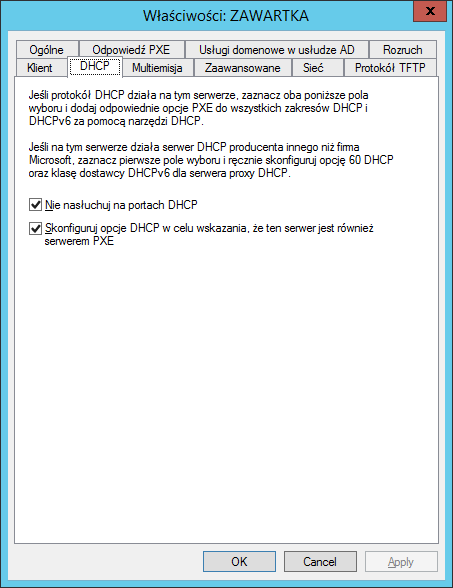 Właściwości: ZAWARTKA
x
Ogólne Odpowiedź PXE Usługi domenowe w usłudze AD Rozruch
Klient DHCP Multiemisja Zaawansowane Sieć Protokół TFTP
Jeśli protokół DHCP działa na tym serwerze, zaznacz oba poniższe pola
wyboru i dodaj odpowiednie opcje PXE do wszystkich zakresów DHCP i
DHCPv6 za pomocą narzędzi DHCP.
Jeśli na tym serwerze działa serwer DHCP producenta innego niż firma
Microsoft, zaznacz pierwsze pole wyboru i ręcznie skonfiguruj opcję 60 DHCP
oraz klasę dostawcy DHCPv6 dla serwera proxy DHCP.
Nie nasłuchuj na portach DHCP
Skonfiguruj opcje DHCP w celu wskazania, że ten serwer jest również
serwerem PXE
OK Cancel Apply